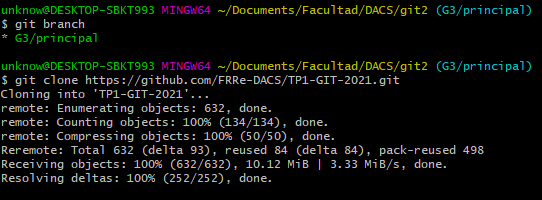 unknow@DESKTOP-SBKT993 MINGW64 ~/Documents/Facultad/DACS/git2 (G3/principal)
$ git branch
* G3/principal
unknow@DESKTOP-SBKT993 MINGW64 ~/Documents/Facultad/DACS/git2 (G3/principal)
$ git clone https://github.com/FRRe-DACS/TP1-GIT-2021.git
Cloning into 'TP1-GIT-2021'...
remote: Enumerating objects: 632, done.
remote: Counting objects: 100% (134/134), done.
remote: Compressing objects: 100% (50/50), done.
Reremote: Total 632 (delta 93), reused 84 (delta 84), pack-reused 498
Receiving objects: 100% (632/632), 10.12 MiB | 3.33 MiB/s, done.
Resolving deltas: 100% (252/252), done.